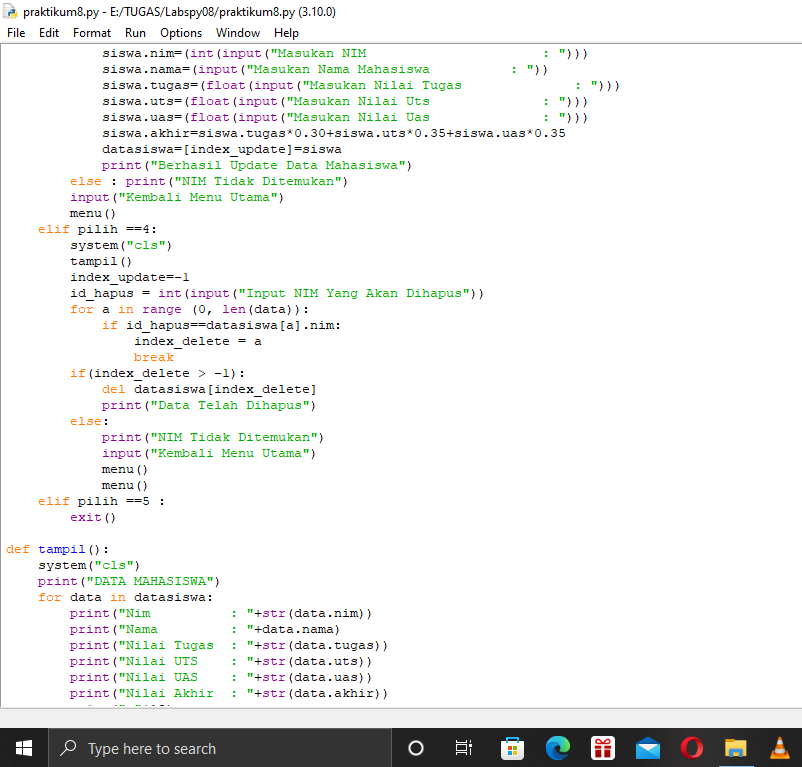 praktikum8.py - E:/TUGAS/Labspy08/praktikum8.py (3.10.0)
File Edit Format Run Options Window Help
            siswa.nim=(int(input("Masukan NIM                      : ")))
            siswa.nama=(input("Masukan Nama Mahasiswa          : "))
            siswa.tugas=(float(input("Masukan Nilai Tugas              : ")))
            siswa.uts=(float(input("Masukan Nilai Uts              : ")))
            siswa.uas=(float(input("Masukan Nilai Uas              : ")))
            siswa.akhir=siswa.tugas*0.30+siswa.uts*0.35+siswa.uas*0.35
            datasiswa=[index_update]=siswa
            print("Berhasil Update Data Mahasiswa")
        else : print("NIM Tidak Ditemukan")
        input("Kembali Menu Utama")
        menu()
    elif pilih ==4:
        system("cls")
        tampil()
        index_update=-1
        id_hapus = int(input("Input NIM Yang Akan Dihapus"))
        for a in range (0, len(data)):
            if id_hapus==datasiswa[a].nim:
                index_delete = a
                break
        if(index_delete > -1):
            del datasiswa[index_delete]
            print("Data Telah Dihapus")
        else:
            print("NIM Tidak Ditemukan")
            input("Kembali Menu Utama")
            menu()
            menu()
    elif pilih ==5 :
        exit()

def tampil():
    system("cls")
    print("DATA MAHASISWA")
    for data in datasiswa:
        print("Nim          : "+str(data.nim))
        print("Nama         : "+data.nama)
        print("Nilai Tugas  : "+str(data.tugas))
        print("Nilai UTS    : "+str(data.uts))
        print("Nilai UAS    : "+str(data.uas))
        print("Nilai Akhir  : "+str(data.akhir))
Type here to search